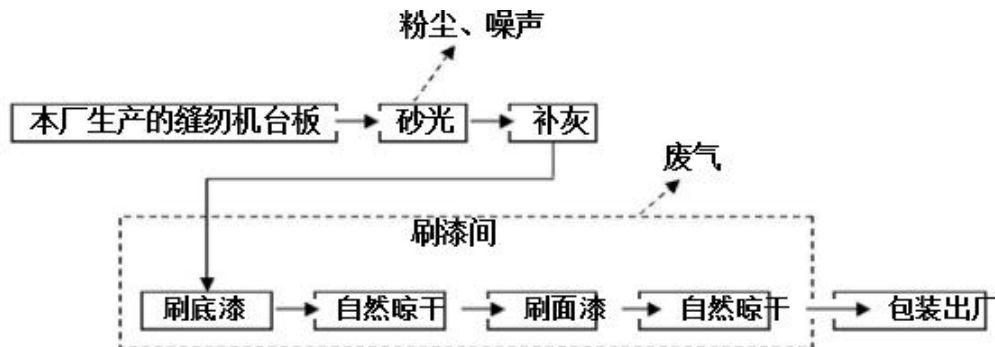 粉尘、噪声
本厂生产的缝纫机台板
砂光
补灰
废气
刷漆间
刷底漆
自然晾干
刷面漆
自然晾干
包装出厂